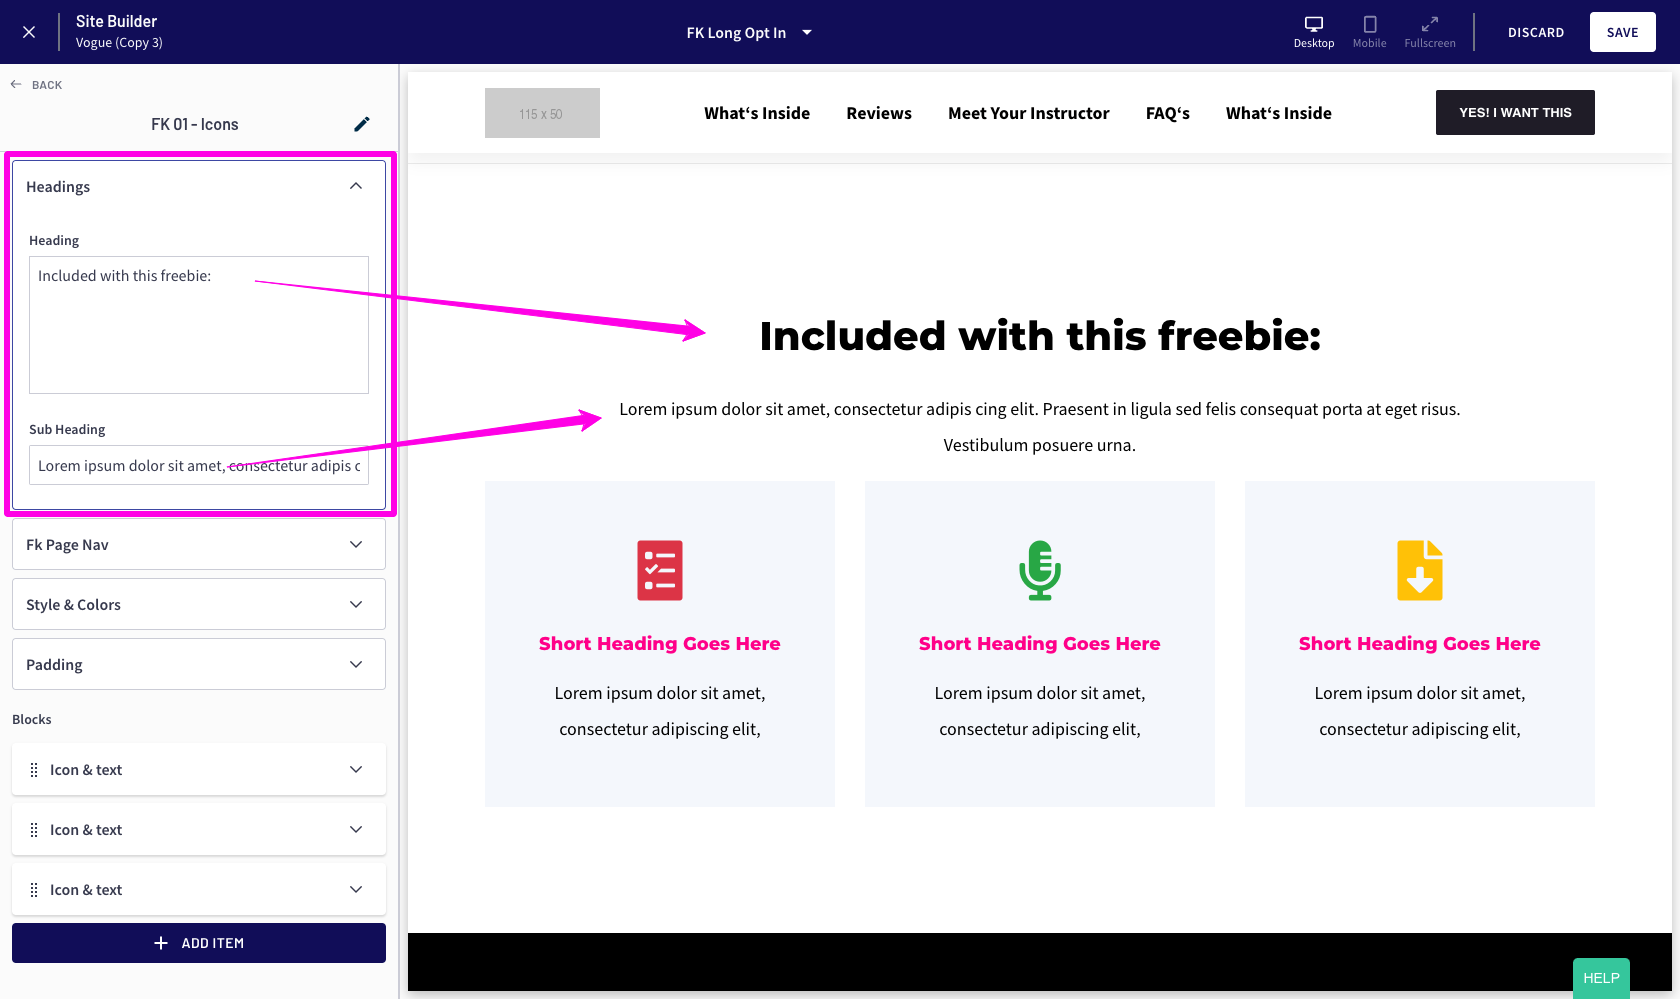 Site Builder
Vogue (Copy 3)
FK Long Opt In
Desktop
Mobile
Fullscreen
DISCARD
SAVE
BACK
FK 01 - Icons
Headings
Heading
Included with this freebie:
Sub Heading
Lorem ipsum dolor sit amet, consectetur adipis c
Fk Page Nav
Style & Colors
Padding
Blocks
Icon & text
Icon & text
Icon & text
ADD ITEM
115 x 50
What‘s Inside
Reviews
Meet Your Instructor
FAQ‘s
What‘s Inside
YES! I WANT THIS
Included with this freebie:
Lorem ipsum dolor sit amet, consectetur adipis cing elit. Praesent in ligula sed felis consequat porta at eget risus.
Vestibulum posuere urna.
Short Heading Goes Here
Lorem ipsum dolor sit amet,
consectetur adipiscing elit,
Short Heading Goes Here
Lorem ipsum dolor sit amet,
consectetur adipiscing elit,
Short Heading Goes Here
Lorem ipsum dolor sit amet,
consectetur adipiscing elit,
HELP